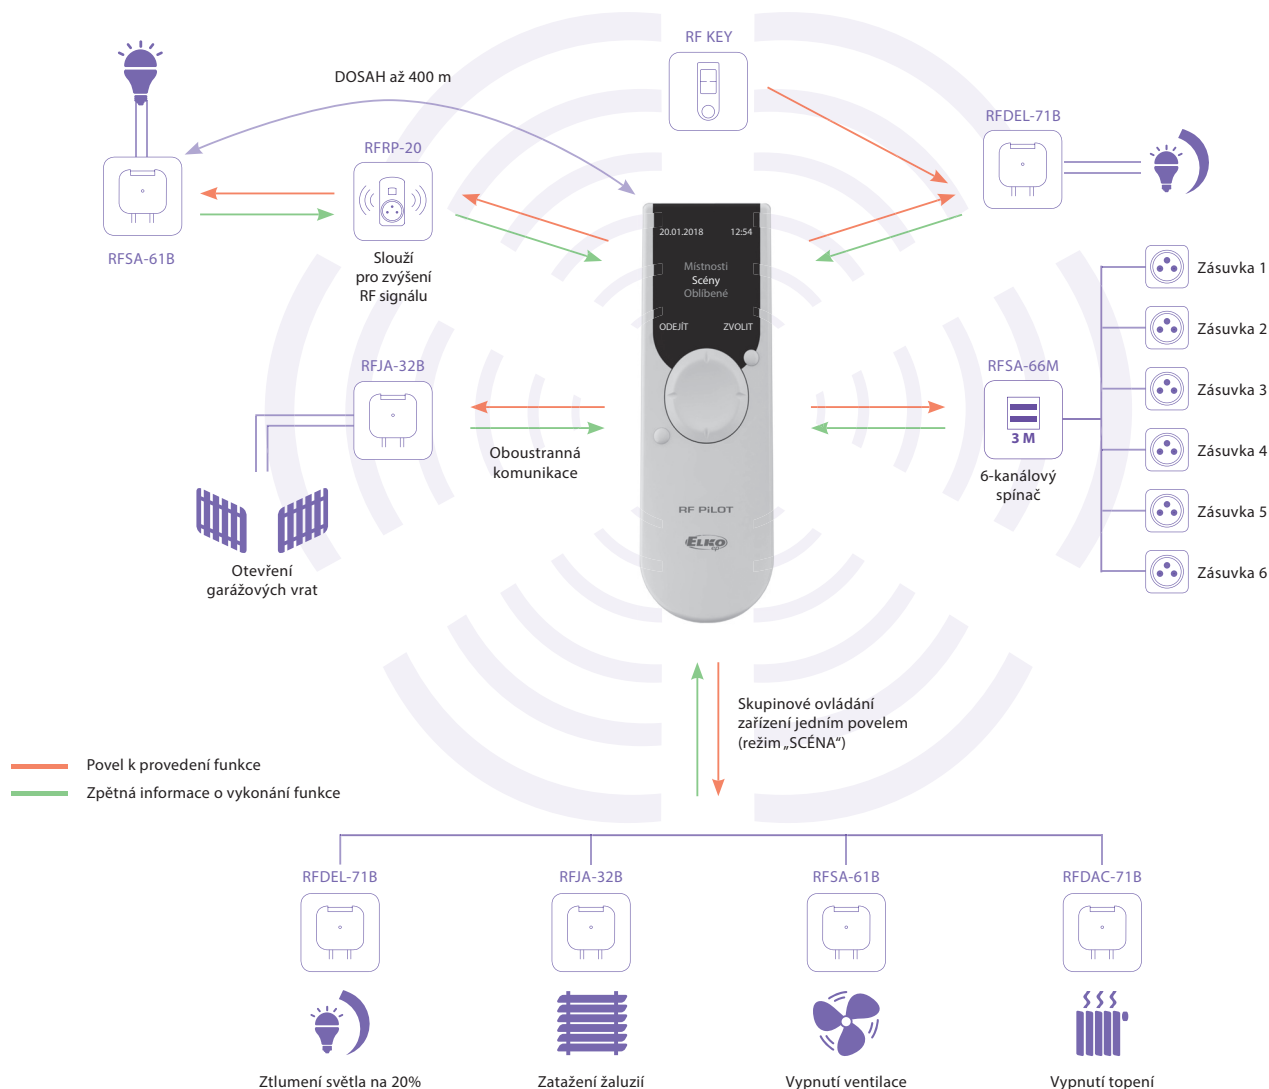 RF KEY
DOSAH až 400 m
RFDEL-71B
RFRP-20
RFSA-61B
Slouží
pro zvýšení
RF signálu
20.01.2018 12:54
Místnosti
Scény
Oblíbené
ODEJÍT ZVOLIT
Zásuvka 1
Zásuvka 2
Zásuvka 3
Zásuvka 4
Zásuvka 5
Zásuvka 6
RFJA-32B
RFSA-66M
3 M
6-kanálový
spínač
Oboustranná
komunikace
RF PiLOT
ELKO
ep
Otevření
garážových vrat
Skupinové ovládání
zařízení jedním povelem
(režim „SCÉNA“)
Povel k provedení funkce
Zpětná informace o vykonání funkce
RFDEL-71B
RFJA-32B
RFSA-61B
RFDAC-71B
Ztlumení světla na 20%
Zatažení žaluzií
Vypnutí ventilace
Vypnutí topení